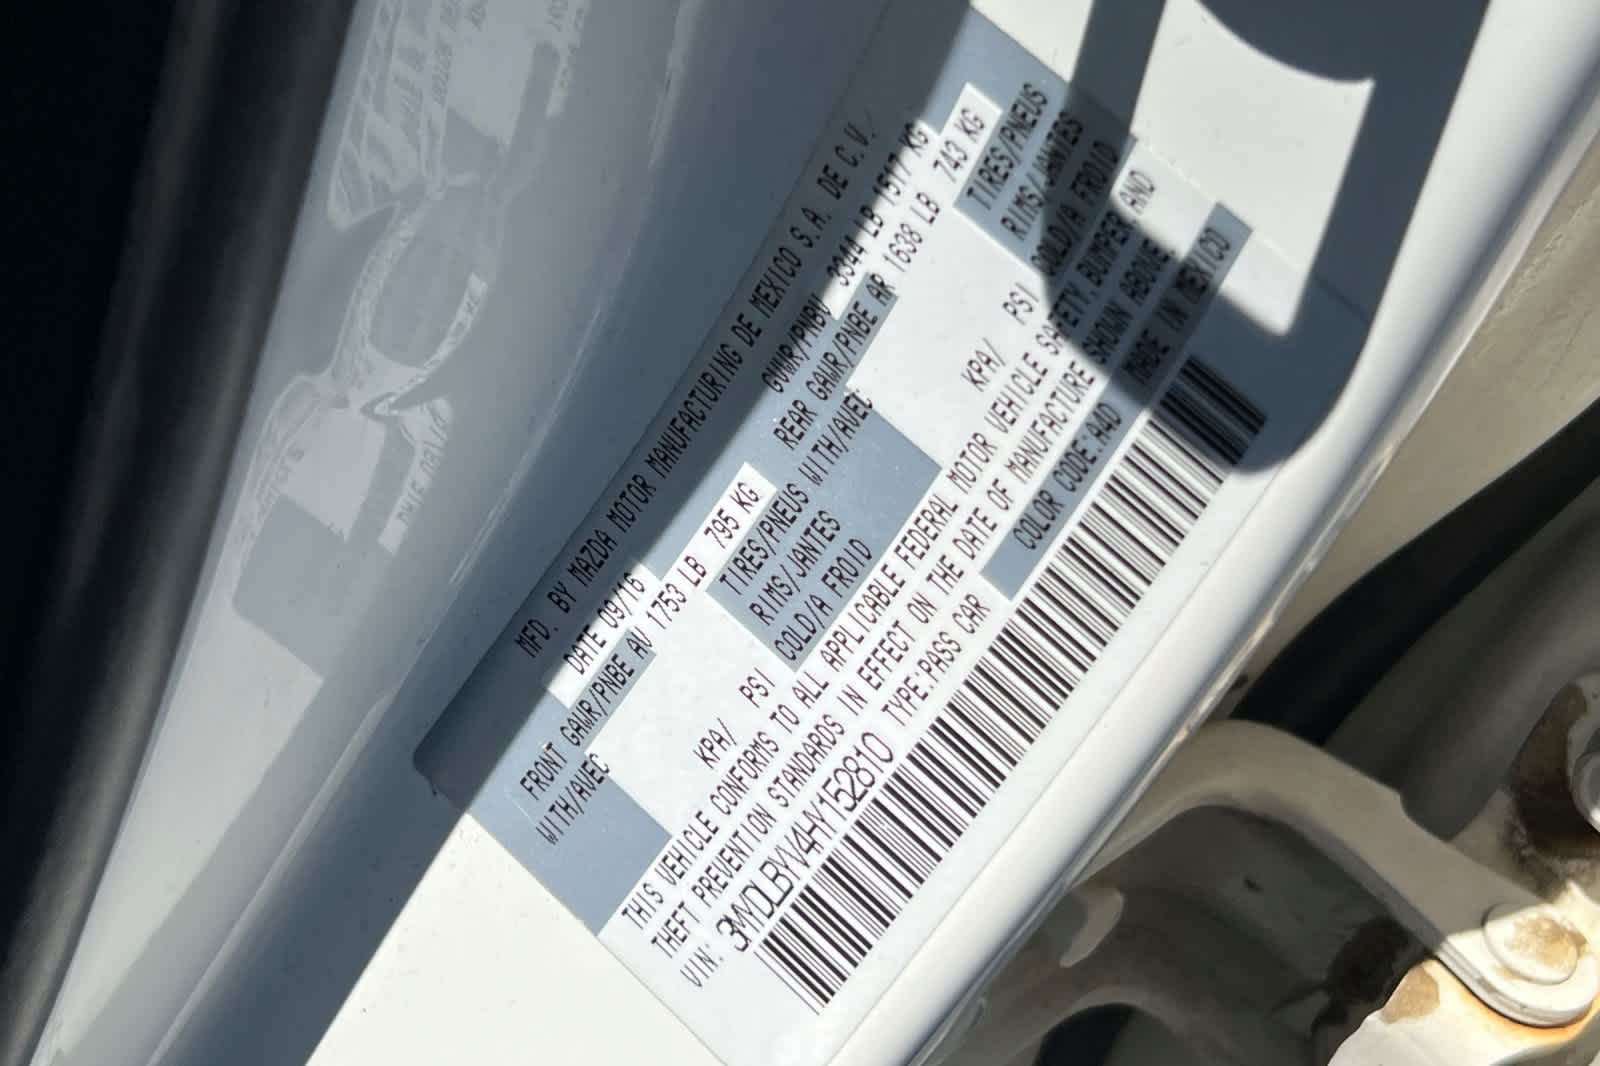 MFD. BY MAZDA MOTOR MANUFACTURING DE MEXICO S.A. DE C.V.
DATE 09/16 GVWR/PNBV 3344 LB 1517 KG
FRONT GAWR/PNBE AV 1753 LB 795 KG REAR GAWR/PNBE AR 1638 LB 743 KG
WITH/AVEC TIRES/PNEUS WITH/AVEC TIRES/PNEUS
RIMS/JANTES RIMS/JANTES
KPA/ PSI COLD/A FROID KPA/ PSI COLD/A FROID
THIS VEHICLE CONFORMS TO ALL APPLICABLE FEDERAL MOTOR VEHICLE SAFETY,BUMPER AND
THEFT PREVENTION STANDARDS IN EFFECT ON THE DATE OF MANUFACTURE SHOWN ABOVE
VIN: 3MYDLBYV4HY152810 TYPE:PASS CAR COLOR CODE:A4D MADE IN MEXICO